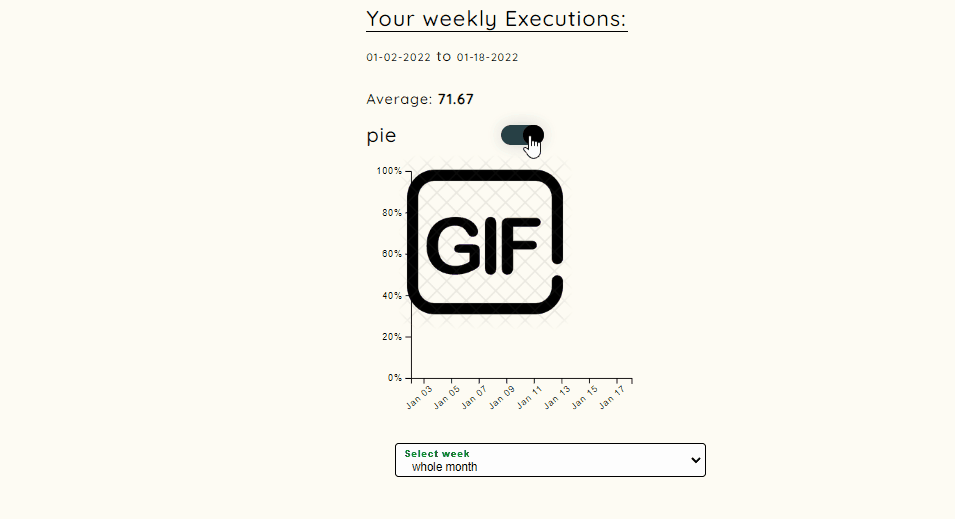 Your weekly Executions:
01-02-2022 to 01-18-2022
Average: 71.67
pie
100%
80%
60%
40%
20%
0%
GIF
Jan 03 Jan 05 Jan 07 Jan 09 Jan 11 Jan 13 Jan 15 Jan 17
Select week
whole month